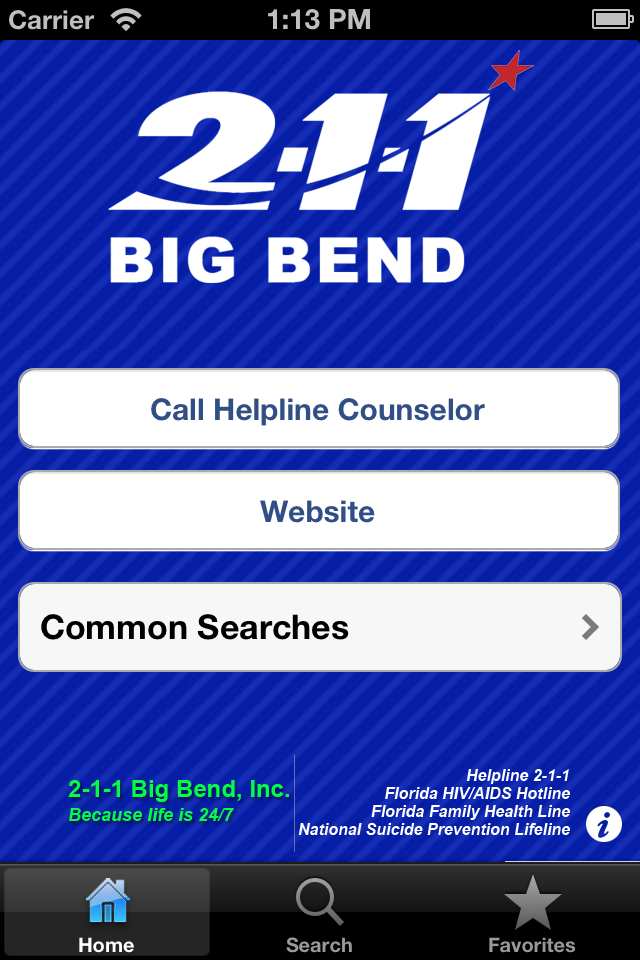 Carrier 1:13 PM
2-1-1
BIG BEND
Call Helpline Counselor
Website
Common Searches
2-1-1 Big Bend, Inc.
Because life is 24/7
Helpline 2-1-1
Florida HIV/AIDS Hotline
Florida Family Health Line
National Suicide Prevention Lifeline
i
Home Search Favorites